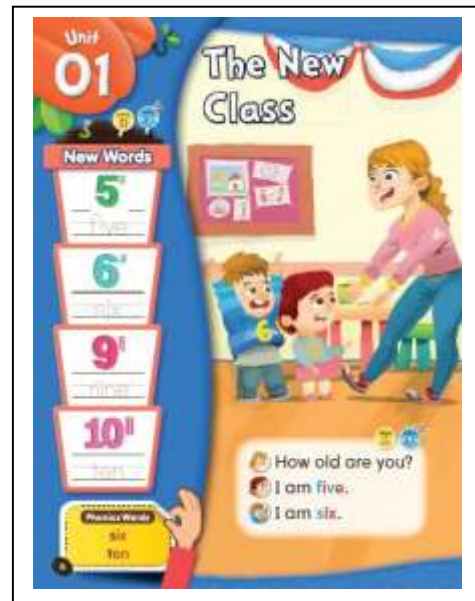 Unit
01
The New
Class
New Words
5
five
6
six
9
nine
10
ten
Phonics Words
six
ten
6
How old are you?
I am five.
I am six.